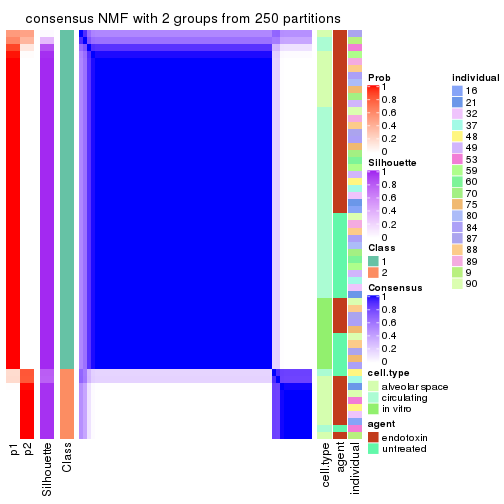 consensus NMF with 2 groups from 250 partitions
Prob
1
0.8
0.6
0.4
0.2
0
Silhouette
1
0.8
0.6
0.4
0.2
0
Class
1
2
Consensus
1
0.8
0.6
0.4
0.2
0
cell.type
alveolar space
circulating
in vitro
agent
endotoxin
untreated
individual
16
21
32
37
48
49
53
59
60
70
75
80
84
87
88
89
9
90
p1
p2
Silhouette
Class
cell.type
agent
individual